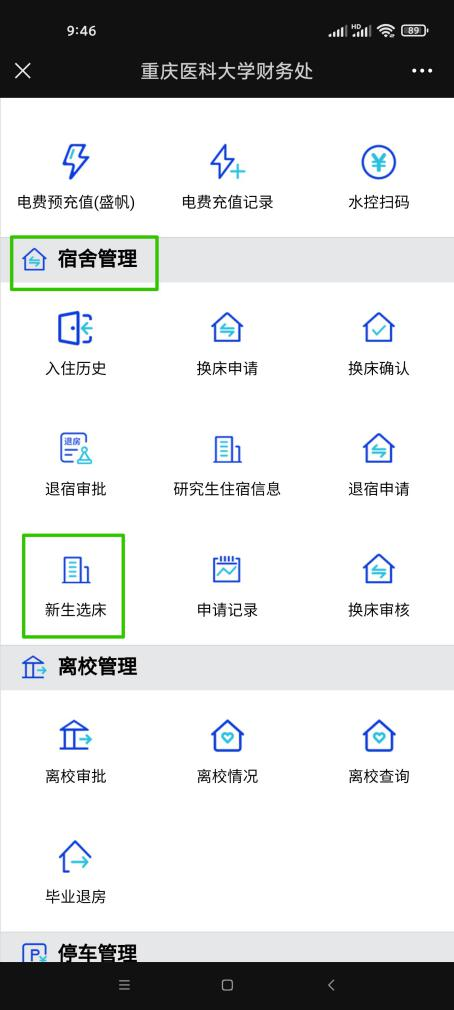 9:46
HD
89
重庆医科大学财务处
电费预充值(盛帆) 电费充值记录 水控扫码
宿舍管理
入住历史 换床申请 换床确认
退房
退宿审批 研究生住宿信息 退宿申请
新生选床 申请记录 换床审核
离校管理
离校审批 离校情况 离校查询
毕业退房
P
停车管理